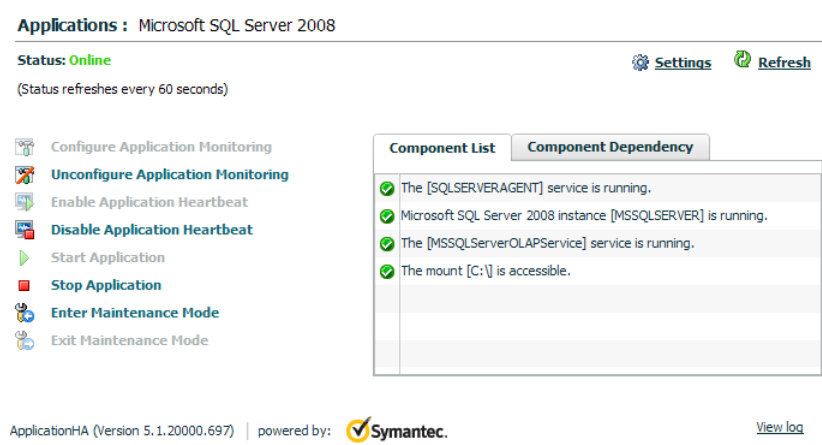 Applications : Microsoft SQL Server 2008
Status: Online
Settings
Refresh
(Status refreshes every 60 seconds)
Configure Application Monitoring
Unconfigure Application Monitoring
Enable Application Heartbeat
Disable Application Heartbeat
Start Application
Stop Application
Enter Maintenance Mode
Exit Maintenance Mode
Component List
Component Dependency
The [SQLSERVERAGENT] service is running.
Microsoft SQL Server 2008 instance [MSSQLSERVER] is running.
The [MSSQLServerOLAPService] service is running.
The mount [C:\] is accessible.
ApplicationHA (Version 5.1.20000.697) | powered by: Symantec.
View log